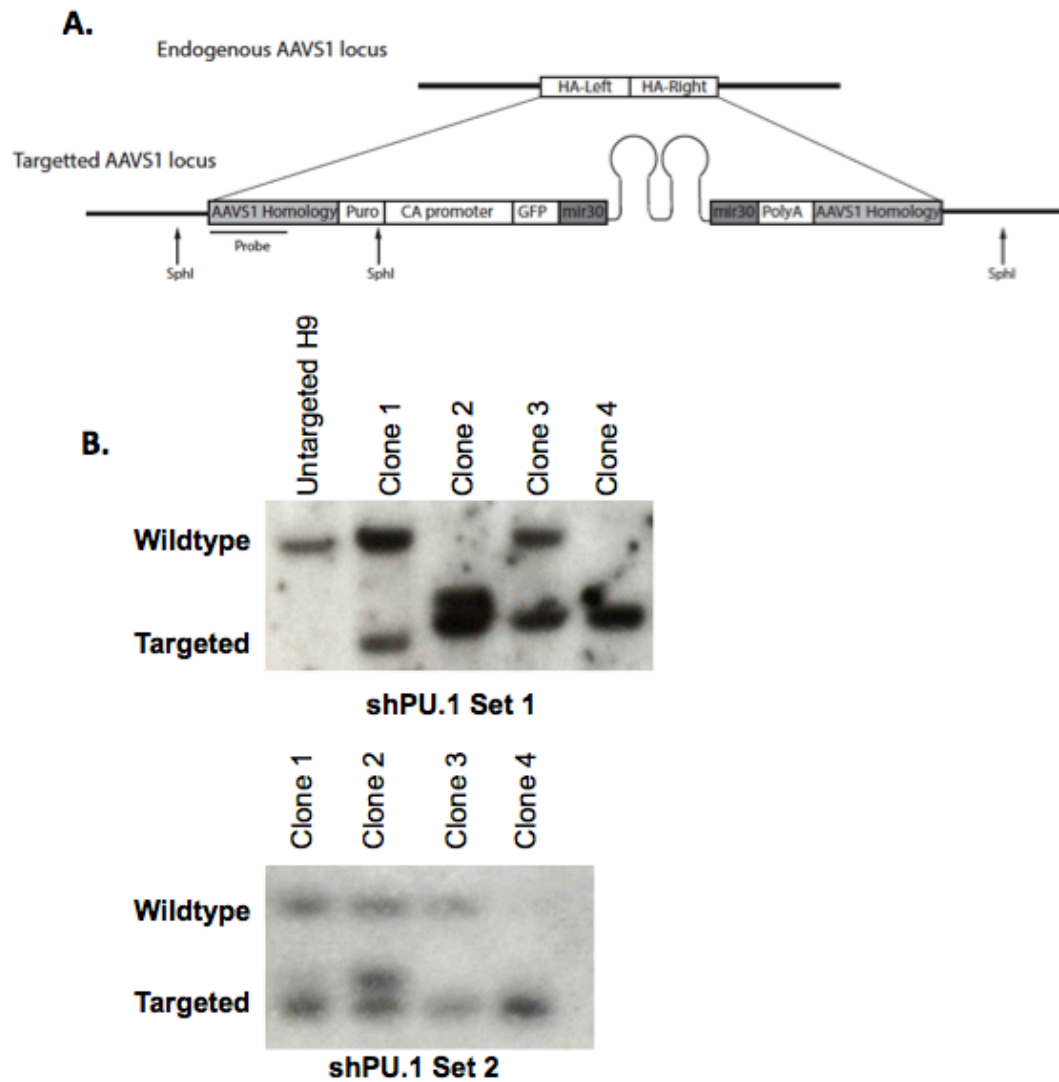 A.
Endogenous AAVS1 locus
HA-Left HA-Right
Targetted AAVS1 locus
AAVS1 Homology Puro CA promoter GFP mir30 mir30 PolyA AAVS1 Homology
Probe
SphI SphI SphI
B.
Untargeted H9
Clone 1
Clone 2
Clone 3
Clone 4
Wildtype
Targeted
shPU.1 Set 1
Clone 1
Clone 2
Clone 3
Clone 4
Wildtype
Targeted
shPU.1 Set 2